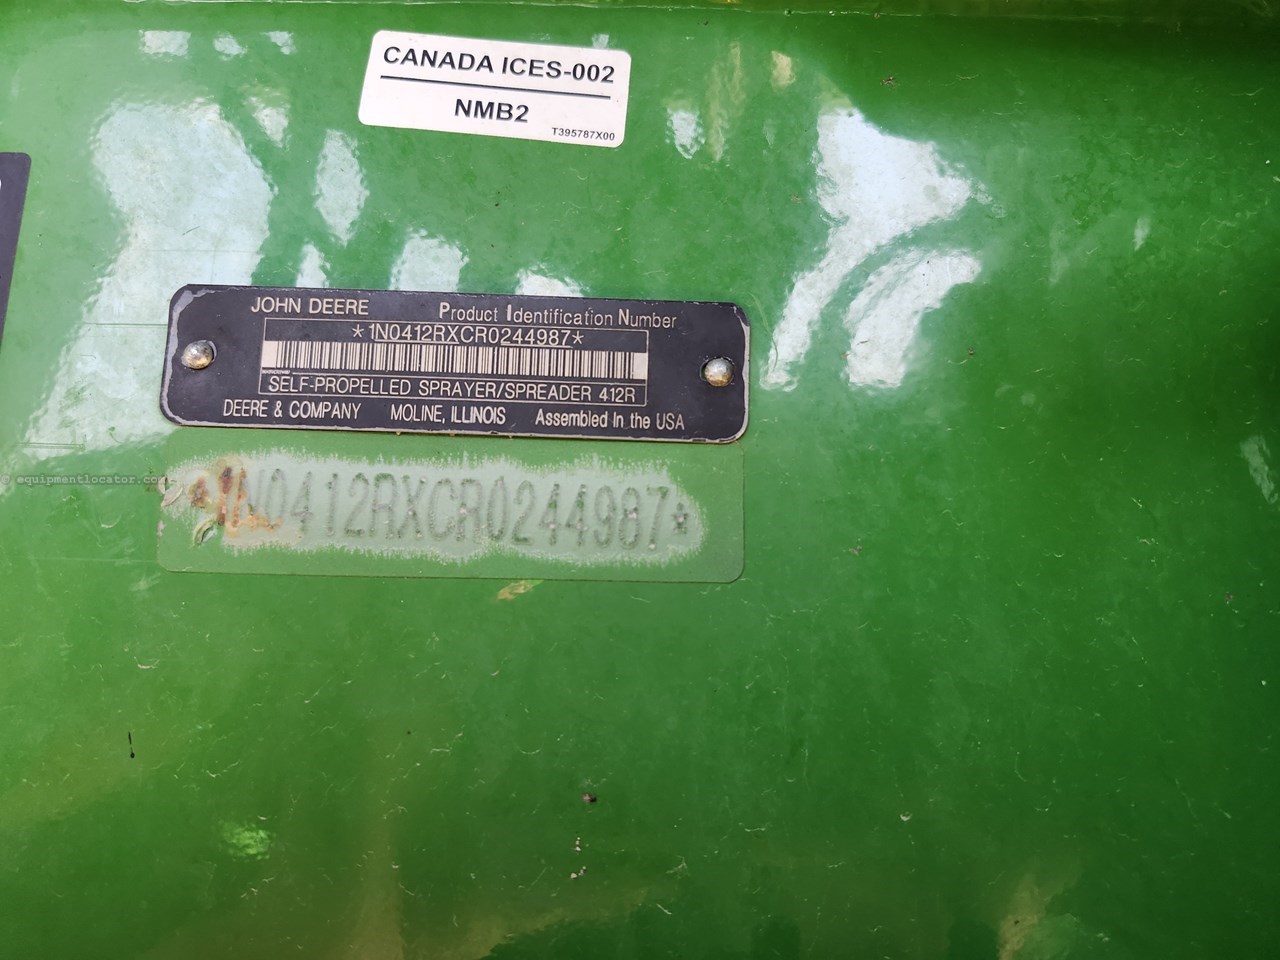 CANADA ICES-002
NMB2
T395787X00
JOHN DEERE Product Identification Number
*1N0412RXCR0244987*
SELF-PROPELLED SPRAYER/SPREADER 412R
DEERE & COMPANY MOLINE, ILLINOIS Assembled In the USA
© equipmentlocator.com
*1N0412RXCR0244987*